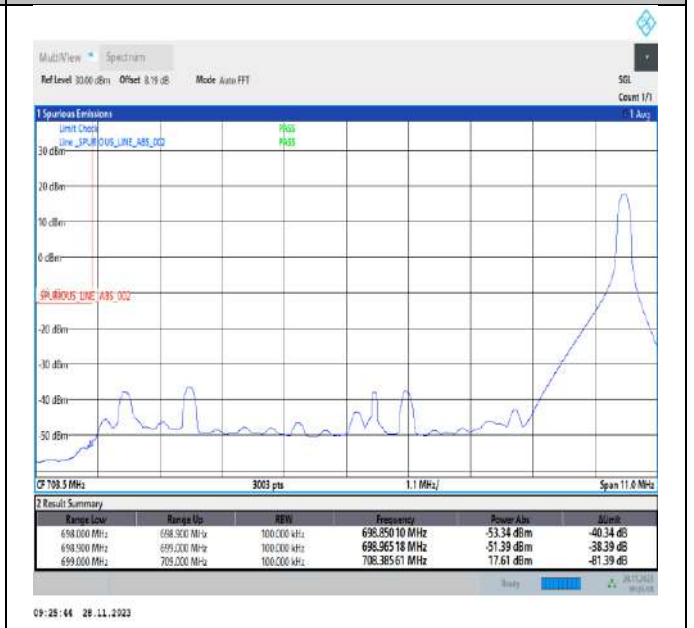 MultiView Spectrum
Ref Level 30.00 dBm Offset 8.19 dB Mode Auto FFT SGL
Count 1/1
1 Spurious Emissions 1 Avg
Limit Check PASS
Line _SPURIOUS_LINE_ABS_002 PASS
30 dBm
20 dBm
10 dBm
0 dBm
_SPURIOUS_LINE_ABS_002
-20 dBm
-30 dBm
-40 dBm
-50 dBm
CF 708.5 MHz 3003 pts 1.1 MHz/ Span 11.0 MHz
2 Result Summary
Range Low Range Up RBW Frequency Power Abs ΔLimit
698.000 MHz 698.900 MHz 100.000 kHz 698.85010 MHz -53.34 dBm -40.34 dB
698.900 MHz 699.000 MHz 100.000 kHz 698.96518 MHz -51.39 dBm -38.39 dB
699.000 MHz 709.000 MHz 100.000 kHz 708.38561 MHz 17.61 dBm -81.39 dB
Ready 28.11.2023
09:25:44 28.11.2023